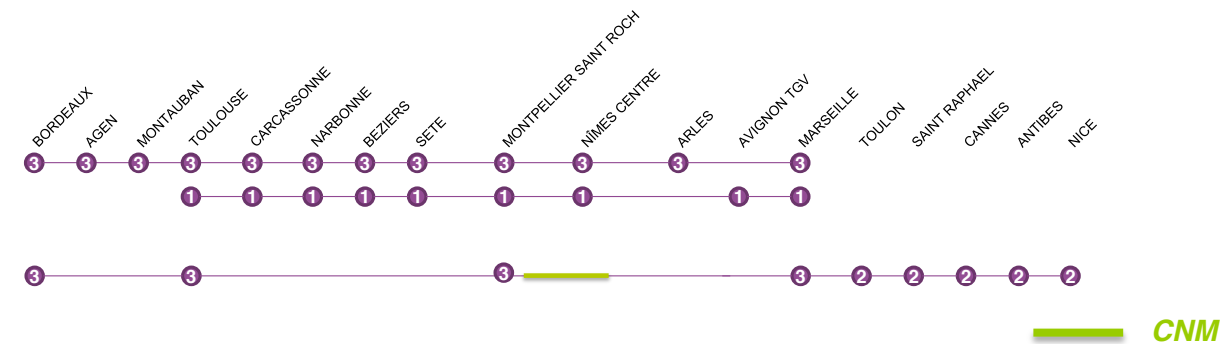 BORDEAUX
AGEN
MONTAUBAN
TOULOUSE
CARCASSONNE
NARBONNE
BEZIERS
SETE
MONTPELLIER SAINT ROCH
NÎMES CENTRE
ARLES
AVIGNON TGV
MARSEILLE
TOULON
SAINT RAPHAEL
CANNES
ANTIBES
NICE
3 3 3 3 3 3 3 3 3 3 3 3
1 1 1 1 1 1 1 1 1
3 3 3 3 2 2 2 2 2
CNM